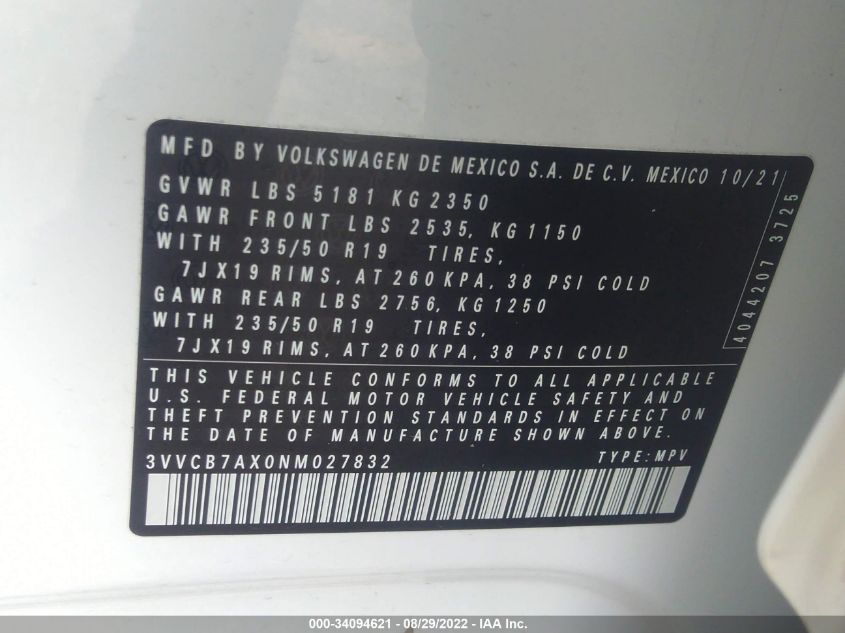 MFD BY VOLKSWAGEN DE MEXICO S.A. DE C.V. MEXICO 10/21
GVWR LBS 5181 KG 2350
GAWR FRONT LBS 2535, KG 1150
WITH 235/50 R19 TIRES,
7JX19 RIMS, AT 260 KPA, 38 PSI COLD
GAWR REAR LBS 2756, KG 1250
WITH 235/50 R19 TIRES,
7JX19 RIMS, AT 260 KPA, 38 PSI COLD
4044207 3725
THIS VEHICLE CONFORMS TO ALL APPLICABLE
U.S. FEDERAL MOTOR VEHICLE SAFETY AND
THEFT PREVENTION STANDARDS IN EFFECT ON
THE DATE OF MANUFACTURE SHOWN ABOVE.
3VVCB7AX0NM027832 TYPE: MPV
000-34094621 - 08/29/2022 - IAA Inc.